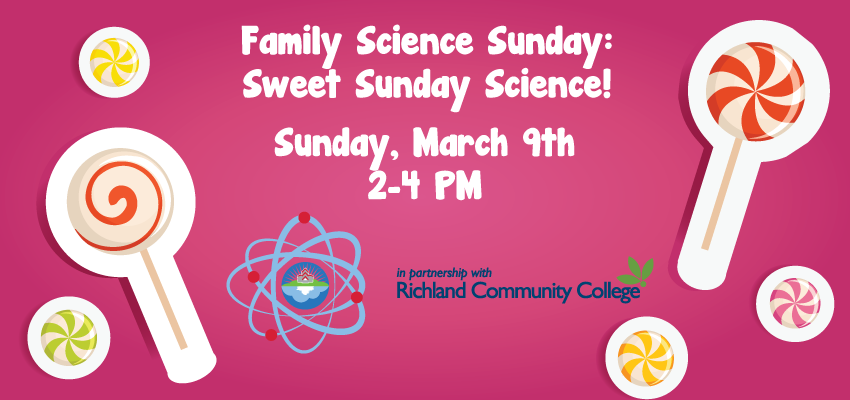 Family Science Sunday:
Sweet Sunday Science!
Sunday, March 9th
2-4 PM
in partnership with
Richland Community College